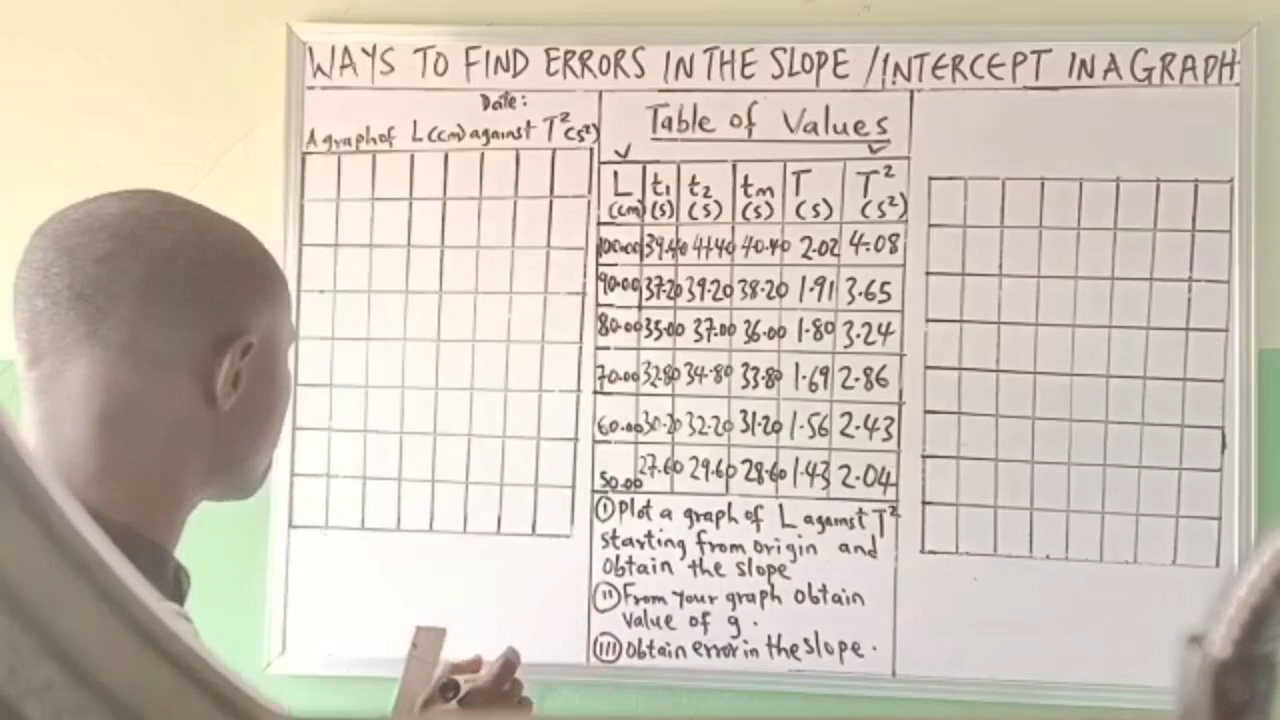 WAYS TO FIND ERRORS IN THE SLOPE / INTERCEPT IN A GRAPH
Date:
A graph of L(cm) against T²(s²)
Table of Values
L t₁ t₂ tm T T²
(cm) (s) (s) (s) (s) (s²)
100.00 39.40 41.40 40.40 2.02 4.08
90.00 37.20 39.20 38.20 1.91 3.65
80.00 35.00 37.00 36.00 1.80 3.24
70.00 32.80 34.80 33.80 1.69 2.86
60.00 30.20 32.20 31.20 1.56 2.43
50.00 27.60 29.60 28.60 1.43 2.04
(i) Plot a graph of L against T²
starting from origin and
obtain the slope
(ii) From your graph obtain
value of g.
(iii) Obtain error in the slope.